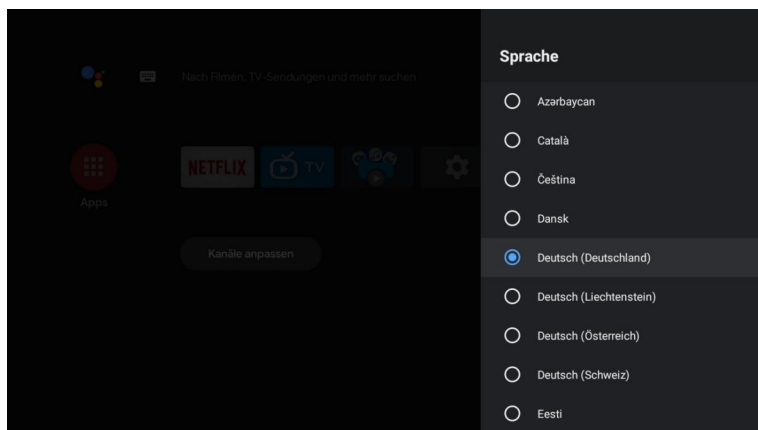 Sprache
Nach Filmen, TV-Sendungen und mehr suchen
NETFLIX
TV
Apps
Kanäle anpassen
Azərbaycan
Català
Čeština
Dansk
Deutsch (Deutschland)
Deutsch (Liechtenstein)
Deutsch (Österreich)
Deutsch (Schweiz)
Eesti